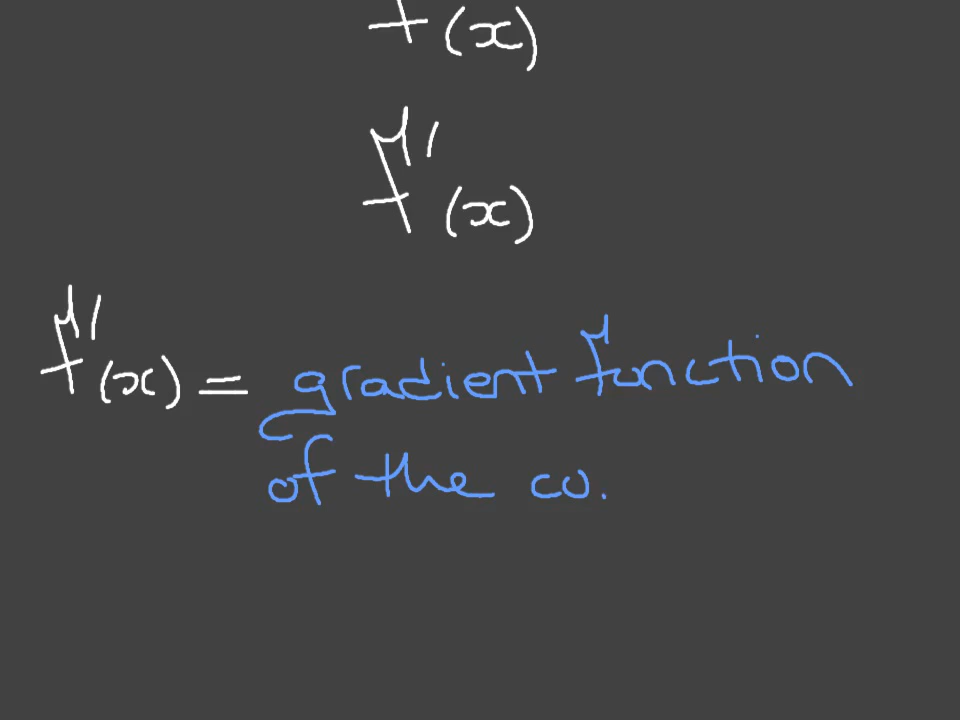 f(x)
f'(x)
f'(x) = gradient function
of the cu